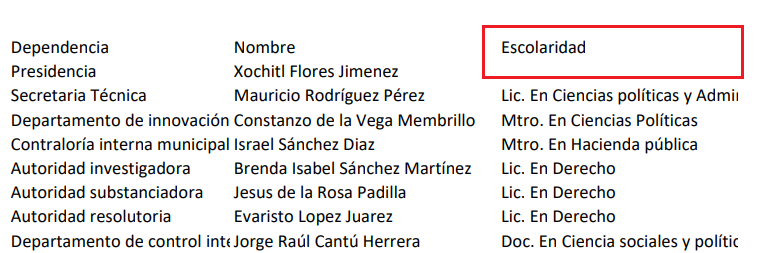 Dependencia Nombre Escolaridad
Presidencia Xochitl Flores Jimenez
Secretaria Técnica Mauricio Rodríguez Pérez Lic. En Ciencias políticas y Admin
Departamento de innovación Constanzo de la Vega Membrillo Mtro. En Ciencias Políticas
Contraloría interna municipal Israel Sánchez Diaz Mtro. En Hacienda pública
Autoridad investigadora Brenda Isabel Sánchez Martínez Lic. En Derecho
Autoridad substanciadora Jesus de la Rosa Padilla Lic. En Derecho
Autoridad resolutoria Evaristo Lopez Juarez Lic. En Derecho
Departamento de control inte Jorge Raúl Cantú Herrera Doc. En Ciencia sociales y polític